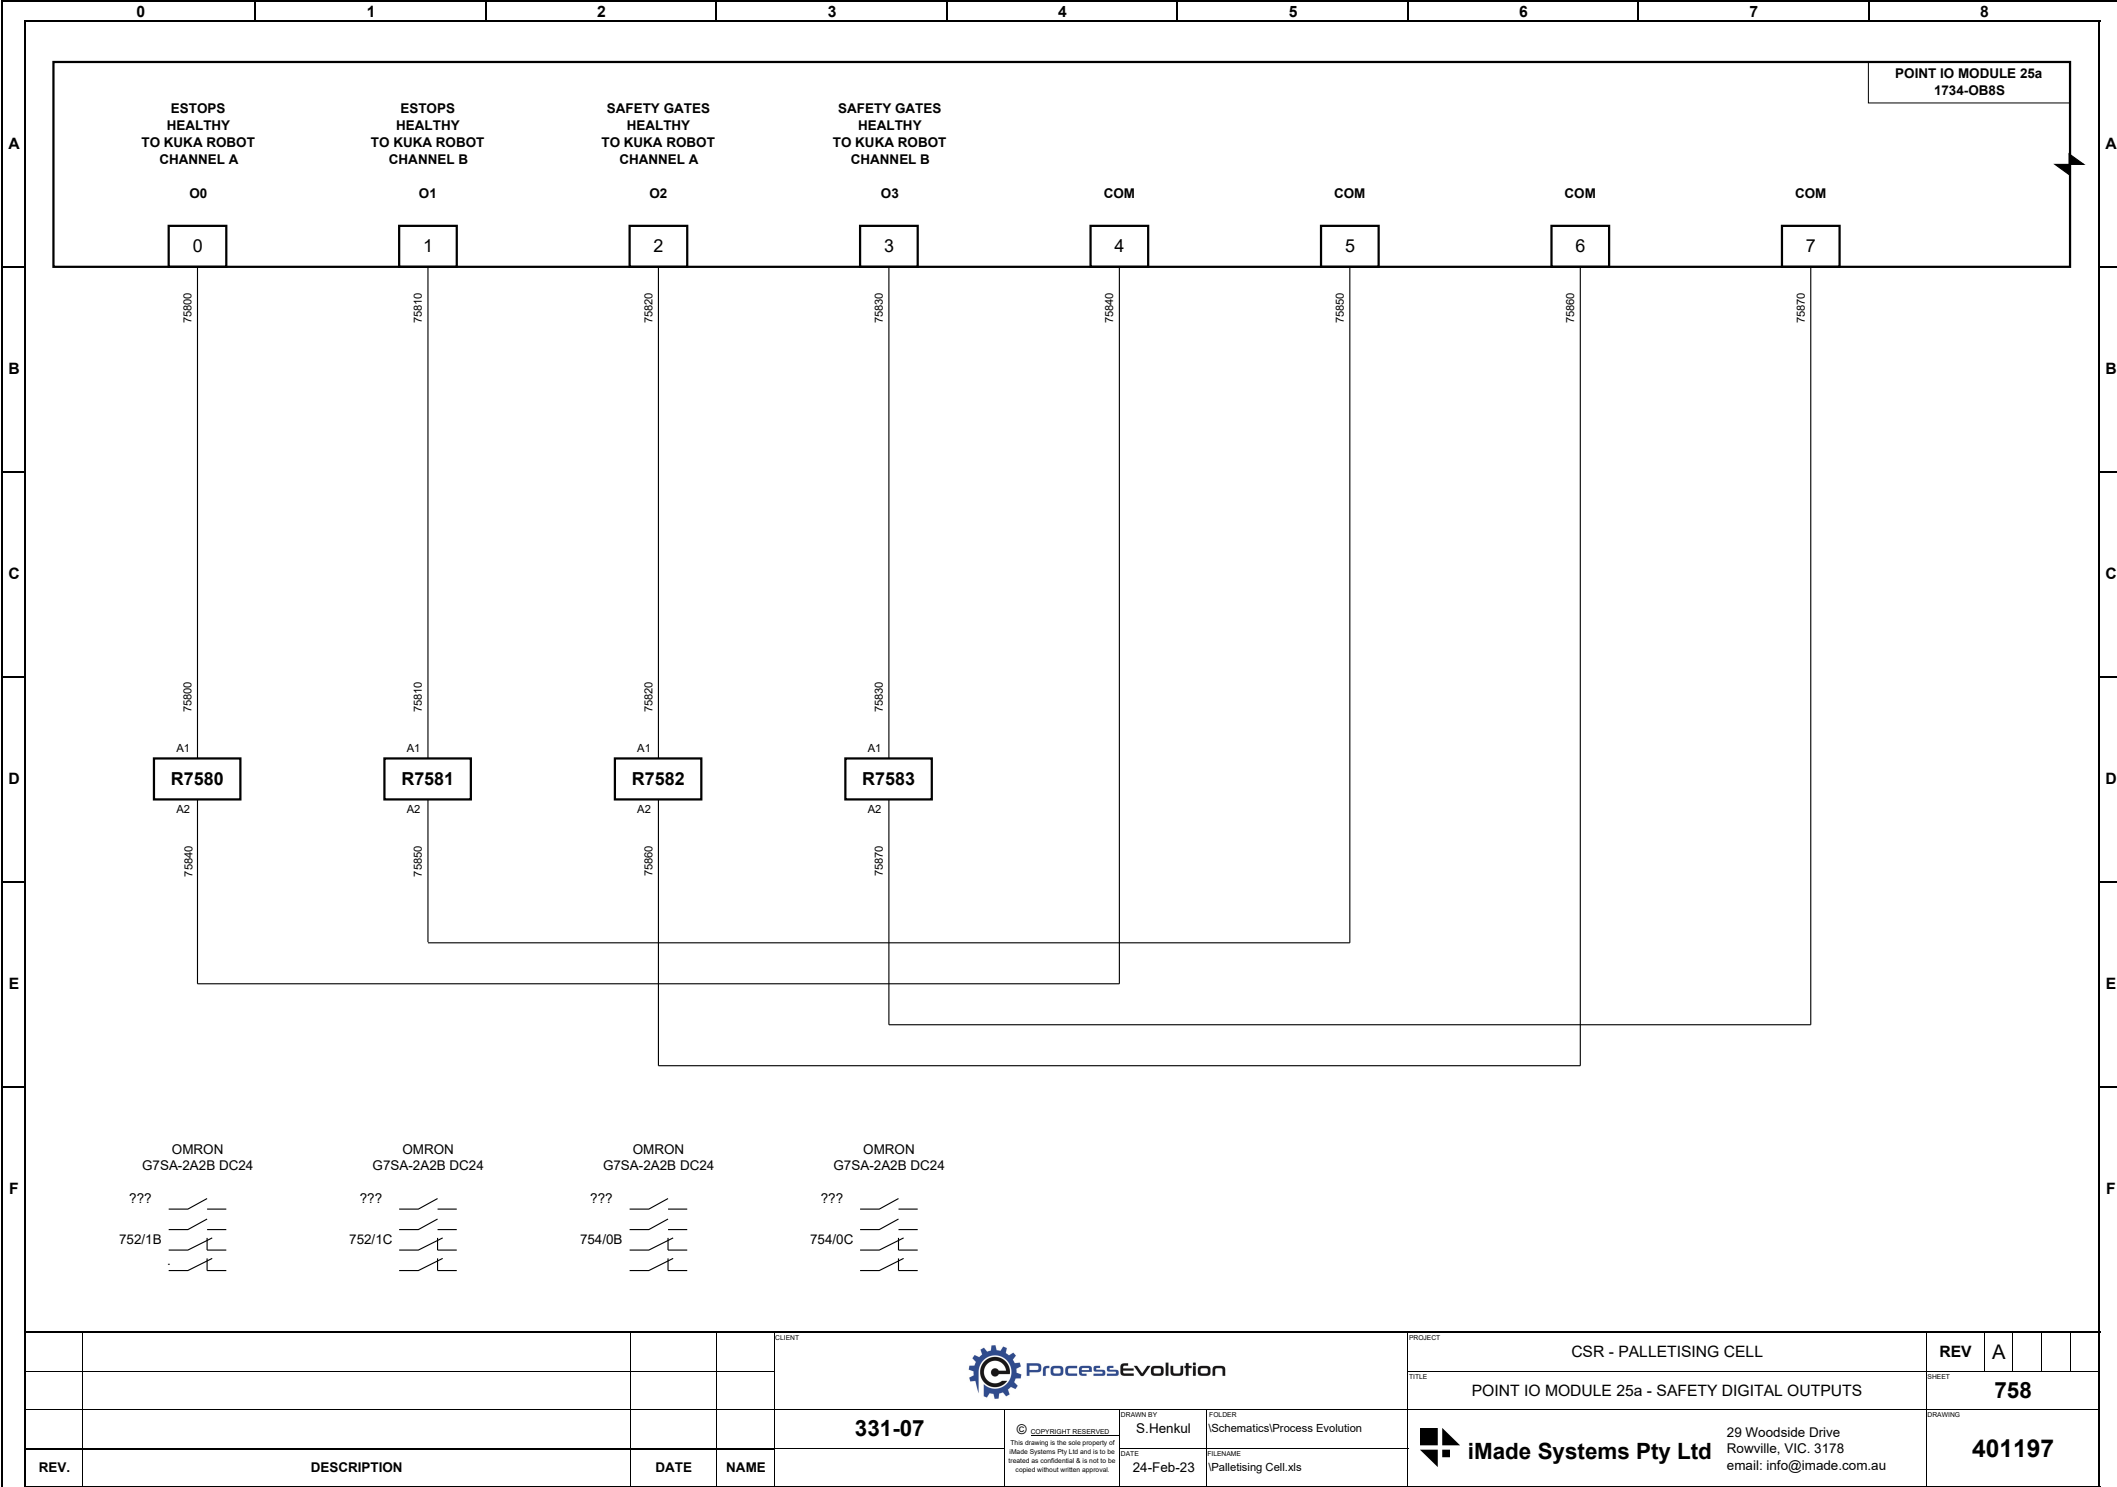 0 1 2 3 4 5 6 7 8
POINT IO MODULE 25a
1734-OB8S
ESTOPS
HEALTHY
TO KUKA ROBOT
CHANNEL A
ESTOPS
HEALTHY
TO KUKA ROBOT
CHANNEL B
SAFETY GATES
HEALTHY
TO KUKA ROBOT
CHANNEL A
SAFETY GATES
HEALTHY
TO KUKA ROBOT
CHANNEL B
A A
O0 O1 O2 O3 COM COM COM COM
0 1 2 3 4 5 6 7
75800 75810 75820 75830 75840 75850 75860 75870
B B
C C
75800 75810 75820 75830
A1 A1 A1 A1
D R7580 R7581 R7582 R7583 D
A2 A2 A2 A2
75840 75850 75860 75870
E E
OMRON
G7SA-2A2B DC24
OMRON
G7SA-2A2B DC24
OMRON
G7SA-2A2B DC24
OMRON
G7SA-2A2B DC24
F F
??? ??? ??? ???
752/1B 752/1C 754/0B 754/0C
CLIENT
ProcessEvolution
PROJECT
CSR - PALLETISING CELL
REV A
TITLE
POINT IO MODULE 25a - SAFETY DIGITAL OUTPUTS
SHEET
758
331-07
© COPYRIGHT RESERVED
This drawing is the sole property of
iMade Systems Pty Ltd and is to be
treated as confidential & is not to be
copied without written approval.
DRAWN BY
S.Henkul
FOLDER
\Schematics\Process Evolution
DATE
24-Feb-23
FILENAME
\Palletising Cell.xls
iMade Systems Pty Ltd
29 Woodside Drive
Rowville, VIC. 3178
email: info@imade.com.au
DRAWING
401197
REV. DESCRIPTION DATE NAME